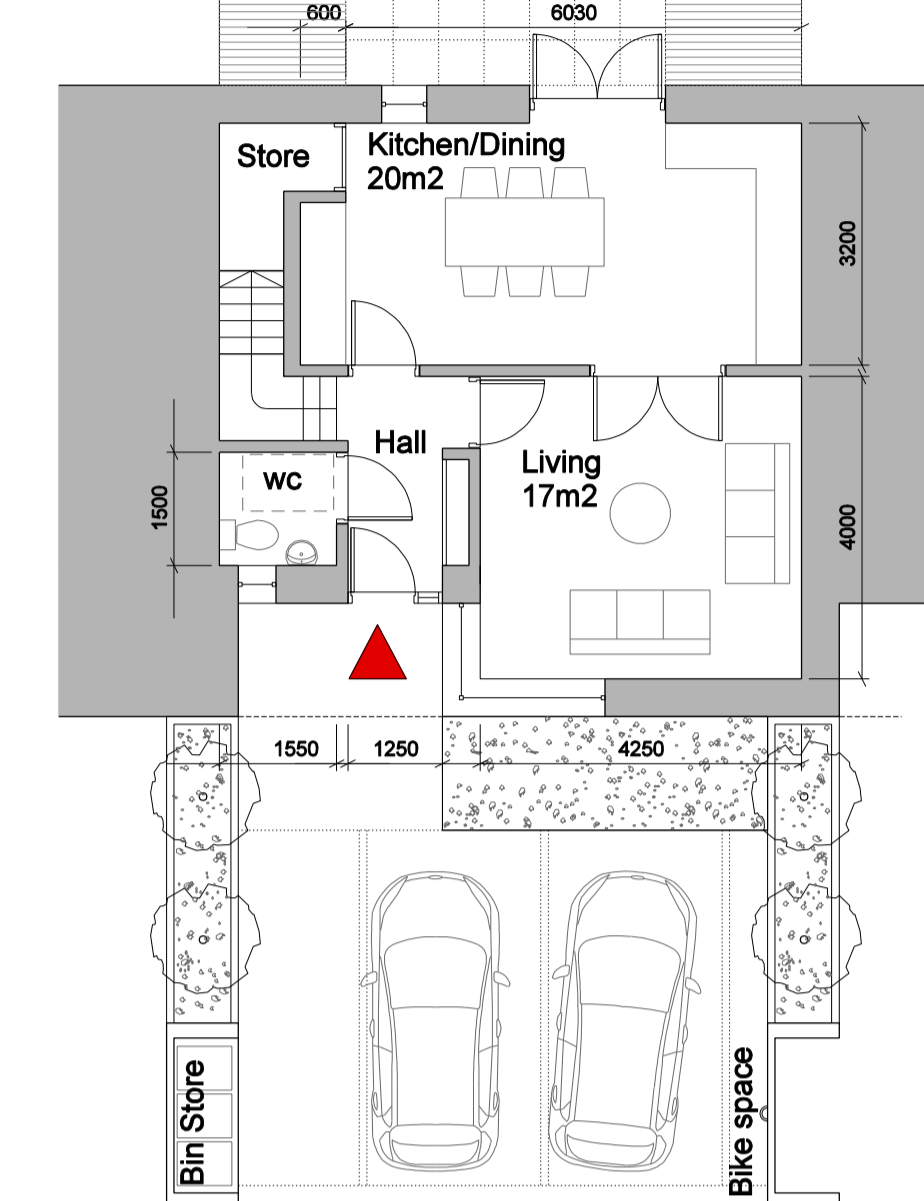 600
6030
Store
Kitchen/Dining
20m2
3200
Hall
Living
17m2
WC
1500
4000
1550
1250
4250
Bin Store
Bike space